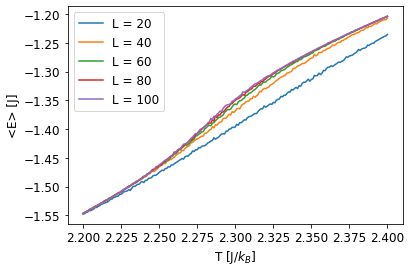 −1.20
−1.25
−1.30
−1.35
−1.40
−1.45
−1.50
−1.55
<E> [J]
L = 20
L = 40
L = 60
L = 80
L = 100
2.200 2.225 2.250 2.275 2.300 2.325 2.350 2.375 2.400
T [J/k_B]